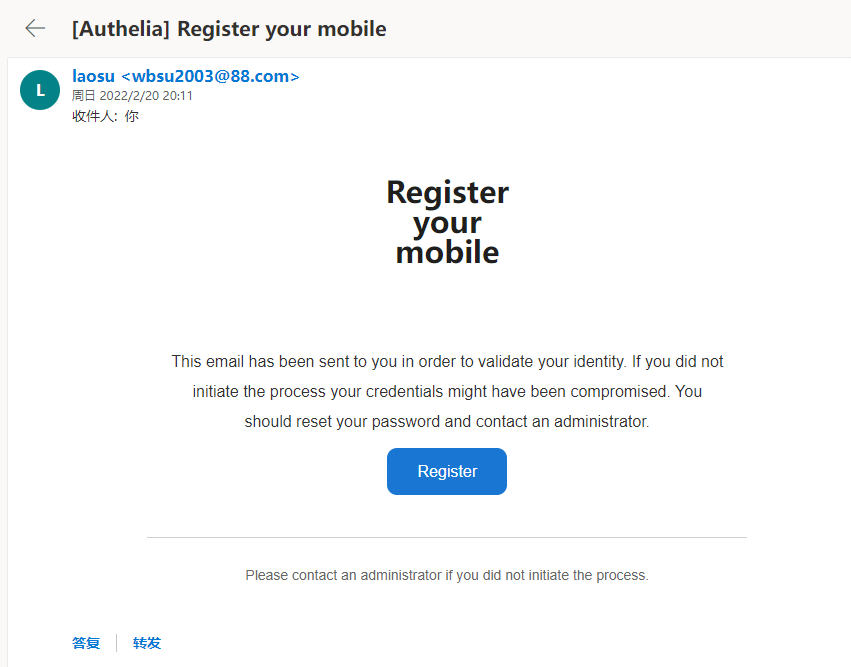 [Authelia] Register your mobile
L
laosu <wbsu2003@88.com>
周日 2022/2/20 20:11
收件人: 你
Register
your
mobile
This email has been sent to you in order to validate your identity. If you did not
initiate the process your credentials might have been compromised. You
should reset your password and contact an administrator.
Register
Please contact an administrator if you did not initiate the process.
答复
转发